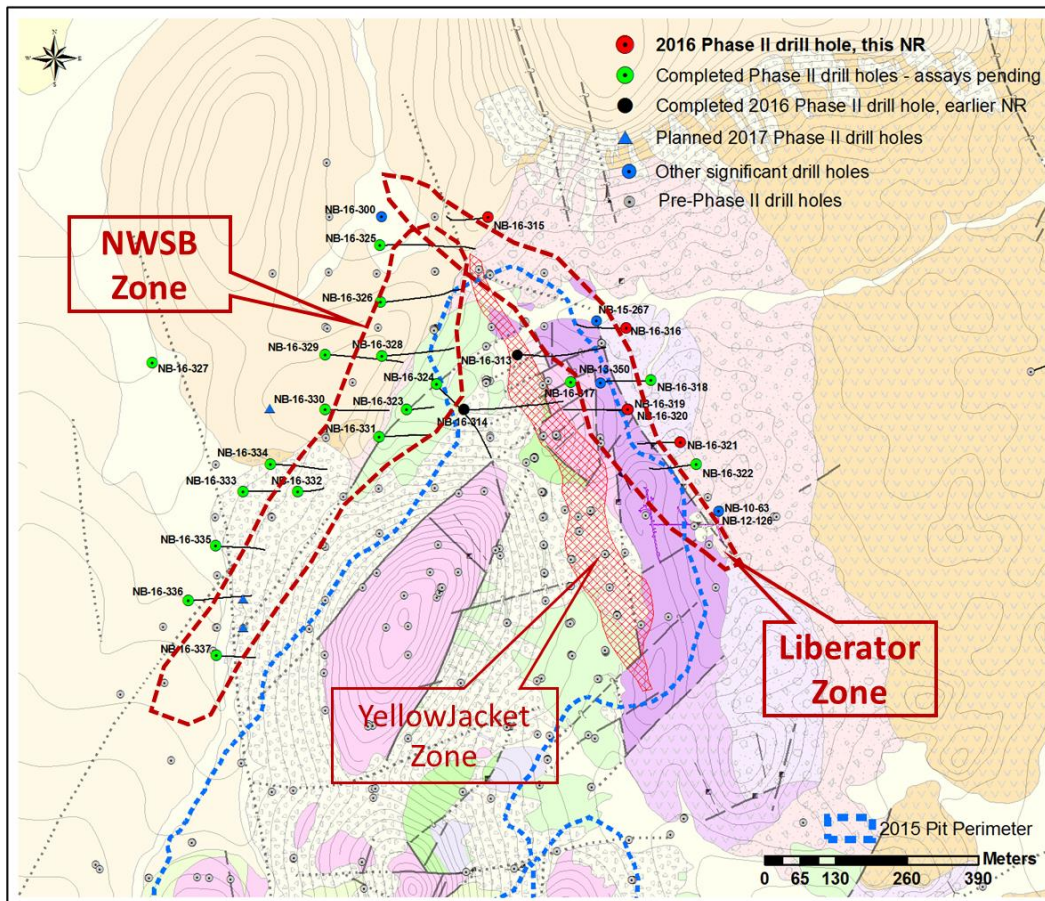 N
W E
S
2016 Phase II drill hole, this NR
Completed Phase II drill holes - assays pending
Completed 2016 Phase II drill hole, earlier NR
Planned 2017 Phase II drill holes
Other significant drill holes
Pre-Phase II drill holes
NWSB
Zone
NB-16-300
NB-16-315
NB-16-325
NB-16-326
NB-15-267
NB-16-316
NB-16-329
NB-16-328
NB-16-313
NB-16-327
NB-16-324
NB-13-350
NB-16-317
NB-16-318
NB-16-330
NB-16-323
NB-16-314
NB-16-319
NB-16-320
NB-16-331
NB-16-321
NB-16-334
NB-16-322
NB-16-333
NB-16-332
NB-10-63
NB-12-126
NB-16-335
NB-16-336
NB-16-337
YellowJacket
Zone
Liberator
Zone
2015 Pit Perimeter
Meters
0 65 130 260 390